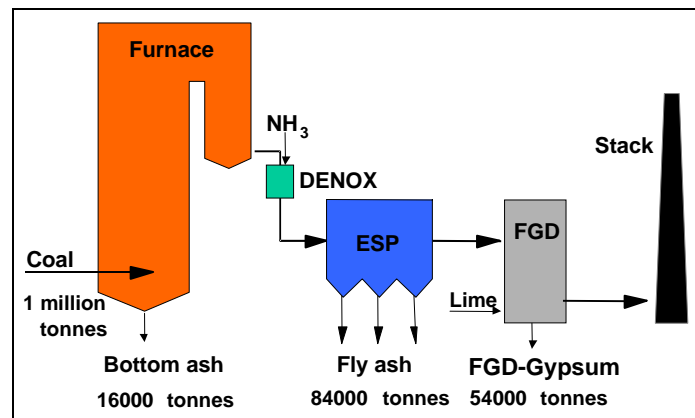 Furnace
NH3
DENOX
Stack
ESP
FGD
Coal
1 million
tonnes
Lime
Bottom ash
16000 tonnes
Fly ash
84000 tonnes
FGD-Gypsum
54000 tonnes